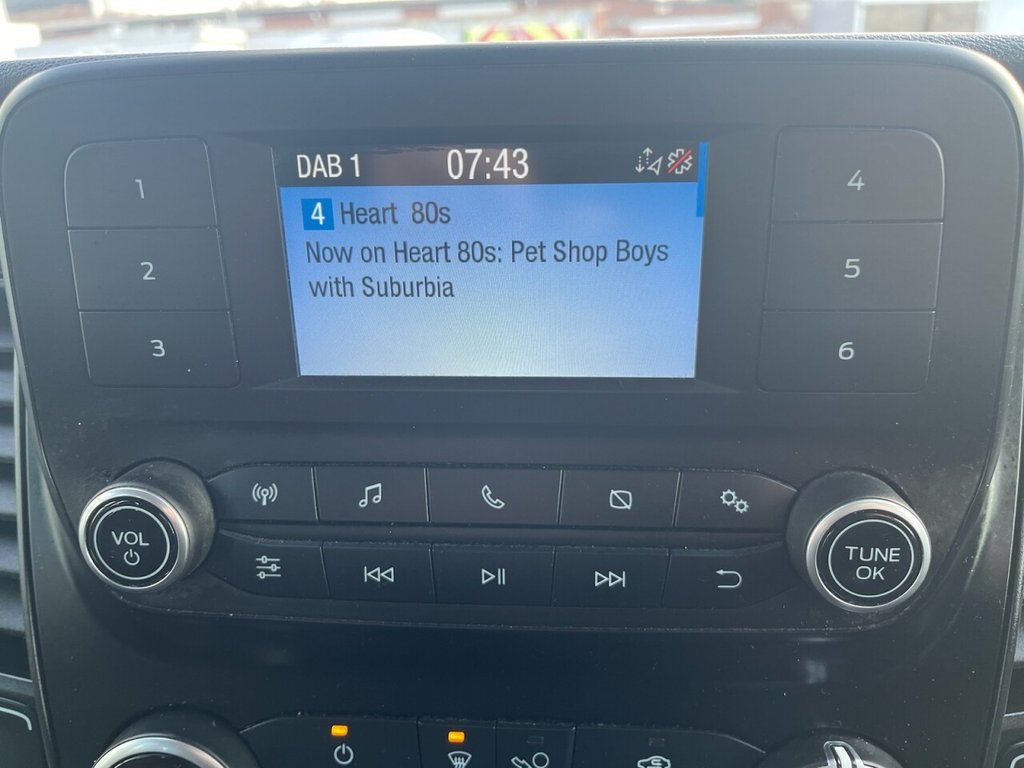 DAB 1 07:43
4 Heart 80s
Now on Heart 80s: Pet Shop Boys
with Suburbia
1
2
3
4
5
6
VOL
TUNE
OK